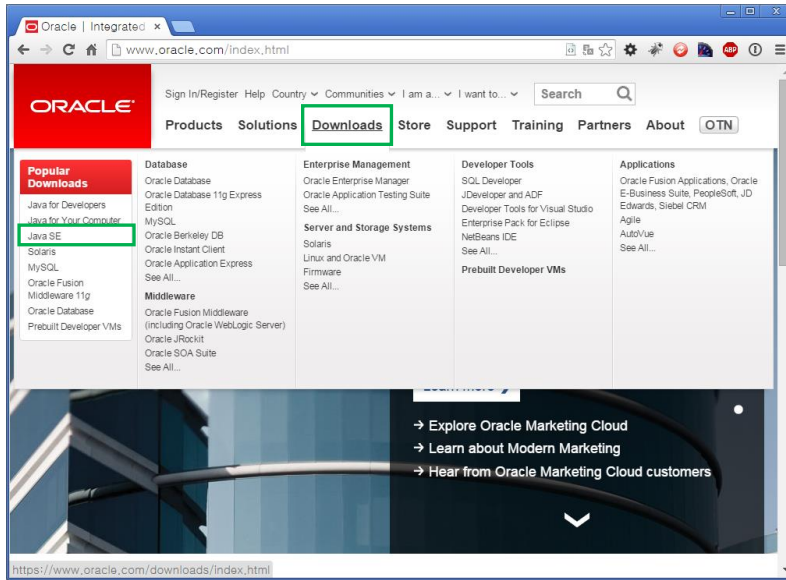 Oracle | Integrated
www.oracle.com/index.html
ABP
ORACLE
Sign In/Register Help Country Communities I am a... I want to... Search
Products Solutions Downloads Store Support Training Partners About OTN
Popular
Downloads
Java for Developers
Java for Your Computer
Java SE
Solaris
MySQL
Oracle Fusion
Middleware 11g
Oracle Database
Prebuilt Developer VMs
Database
Oracle Database
Oracle Database 11g Express
Edition
MySQL
Oracle Berkeley DB
Oracle Instant Client
Oracle Application Express
See All...
Middleware
Oracle Fusion Middleware
(including Oracle WebLogic Server)
Oracle JRockit
Oracle SOA Suite
See All...
Enterprise Management
Oracle Enterprise Manager
Oracle Application Testing Suite
See All...
Server and Storage Systems
Solaris
Linux and Oracle VM
Firmware
See All...
Developer Tools
SQL Developer
JDeveloper and ADF
Developer Tools for Visual Studio
Enterprise Pack for Eclipse
NetBeans IDE
See All...
Prebuilt Developer VMs
Applications
Oracle Fusion Applications, Oracle
E-Business Suite, PeopleSoft, JD
Edwards, Siebel CRM
Agile
AutoVue
See All...
Learn more
→ Explore Oracle Marketing Cloud
→ Learn about Modern Marketing
→ Hear from Oracle Marketing Cloud customers
https://www.oracle.com/downloads/index.html